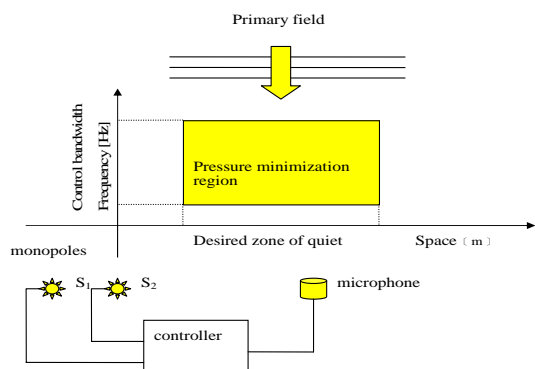 Primary field
Control bandwidth
Frequency [Hz]
Pressure minimization
region
Desired zone of quiet
Space [m]
monopoles
S1
S2
microphone
controller